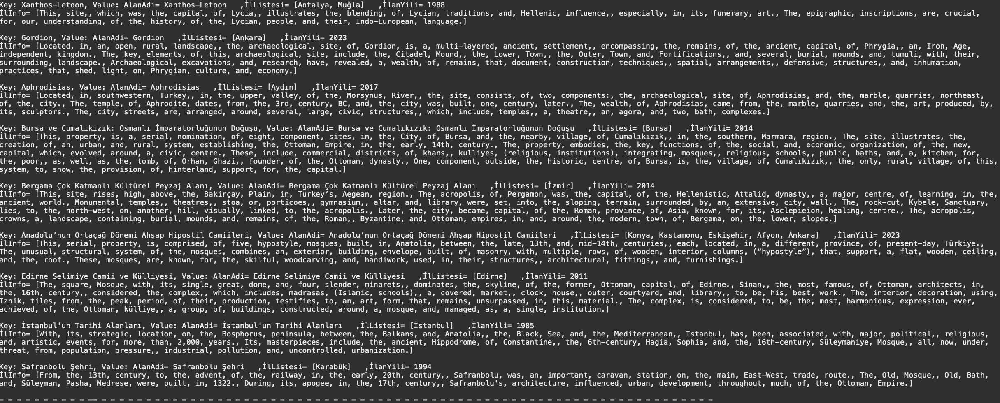 Key: Xanthos-Letoon, Value: AlanAdi= Xanthos-Letoon   ,İlListesi= [Antalya, Muğla]   ,İlanYili= 1988
İlInfo= [This, site,, which, was, the, capital, of, Lycia,, illustrates, the, blending, of, Lycian, traditions, and, Hellenic, influence,, especially, in, its, funerary, art., The, epigraphic, inscriptions, are, crucial,
for, our, understanding, of, the, history, of, the, Lycian, people, and, their, Indo-European, language.]
Key: Gordion, Value: AlanAdi= Gordion   ,İlListesi= [Ankara]   ,İlanYili= 2023
İlInfo= [Located, in, an, open, rural, landscape,, the, archaeological, site, of, Gordion, is, a, multi-layered, ancient, settlement,, encompassing, the, remains, of, the, ancient, capital, of, Phrygia,, an, Iron, Age,
independent, kingdom., The, key, elements, of, this, archaeological, site, include, the, Citadel, Mound,, the, Lower, Town,, the, Outer, Town, and, Fortifications,, and, several, burial, mounds, and, tumuli, with, their,
surrounding, landscape., Archaeological, excavations, and, research, have, revealed, a, wealth, of, remains, that, document, construction, techniques,, spatial, arrangements,, defensive, structures,, and, inhumation,
practices, that, shed, light, on, Phrygian, culture, and, economy.]
Key: Aphrodisias, Value: AlanAdi= Aphrodisias   ,İlListesi= [Aydın]   ,İlanYili= 2017
İlInfo= [Located, in, southwestern, Turkey,, in, the, upper, valley, of, the, Morsynus, River,, the, site, consists, of, two, components:, the, archaeological, site, of, Aphrodisias, and, the, marble, quarries, northeast,
of, the, city., The, temple, of, Aphrodite, dates, from, the, 3rd, century, BC, and, the, city, was, built, one, century, later., The, wealth, of, Aphrodisias, came, from, the, marble, quarries, and, the, art, produced, by,
its, sculptors., The, city, streets, are, arranged, around, several, large, civic, structures,, which, include, temples,, a, theatre,, an, agora, and, two, bath, complexes.]
Key: Bursa ve Cumalıkızık: Osmanlı İmparatorluğunun Doğuşu, Value: AlanAdi= Bursa ve Cumalıkızık: Osmanlı İmparatorluğunun Doğuşu   ,İlListesi= [Bursa]   ,İlanYili= 2014
İlInfo= [This, property, is, a, serial, nomination, of, eight, component, sites, in, the, City, of, Bursa, and, the, nearby, village, of, Cumalıkızık,, in, the, southern, Marmara, region., The, site, illustrates, the,
creation, of, an, urban, and, rural, system, establishing, the, Ottoman, Empire, in, the, early, 14th, century., The, property, embodies, the, key, functions, of, the, social, and, economic, organization, of, the, new,
capital, which, evolved, around, a, civic, centre., These, include, commercial, districts, of, khans,, kulliyes, (religious, institutions), integrating, mosques,, religious, schools,, public, baths, and, a, kitchen, for,
the, poor,, as, well, as, the, tomb, of, Orhan, Ghazi,, founder, of, the, Ottoman, dynasty., One, component, outside, the, historic, centre, of, Bursa, is, the, village, of, Cumalıkızık,, the, only, rural, village, of, this,
system, to, show, the, provision, of, hinterland, support, for, the, capital.]
Key: Bergama Çok Katmanlı Kültürel Peyzaj Alanı, Value: AlanAdi= Bergama Çok Katmanlı Kültürel Peyzaj Alanı   ,İlListesi= [İzmir]   ,İlanYili= 2014
İlInfo= [This, site, rises, high, above, the, Bakirçay, Plain, in, Turkey’s, Aegean, region., The, acropolis, of, Pergamon, was, the, capital, of, the, Hellenistic, Attalid, dynasty,, a, major, centre, of, learning, in, the,
ancient, world., Monumental, temples,, theatres,, stoa, or, porticoes,, gymnasium,, altar, and, library, were, set, into, the, sloping, terrain, surrounded, by, an, extensive, city, wall., The, rock-cut, Kybele, Sanctuary,
lies, to, the, north-west, on, another, hill, visually, linked, to, the, acropolis., Later, the, city, became, capital, of, the, Roman, province, of, Asia, known, for, its, Asclepieion, healing, centre., The, acropolis,
crowns, a, landscape, containing, burial, mounds, and, remains, of, the, Roman,, Byzantine, and, Ottoman, empires, in, and, around, the, modern, town, of, Bergama, on, the, lower, slopes.]
Key: Anadolu’nun Ortaçağ Dönemi Ahşap Hipostil Camiileri, Value: AlanAdi= Anadolu’nun Ortaçağ Dönemi Ahşap Hipostil Camiileri   ,İlListesi= [Konya, Kastamonu, Eskişehir, Afyon, Ankara]   ,İlanYili= 2023
İlInfo= [This, serial, property, is, comprised, of, five, hypostyle, mosques, built, in, Anatolia, between, the, late, 13th, and, mid-14th, centuries,, each, located, in, a, different, province, of, present-day, Türkiye.,
The, unusual, structural, system, of, the, mosques, combines, an, exterior, building, envelope, built, of, masonry, with, multiple, rows, of, wooden, interior, columns, (“hypostyle”), that, support, a, flat, wooden, ceiling,
and, the, roof., These, mosques, are, known, for, the, skilful, woodcarving, and, handiwork, used, in, their, structures,, architectural, fittings,, and, furnishings.]
Key: Edirne Selimiye Camii ve Külliyesi, Value: AlanAdi= Edirne Selimiye Camii ve Külliyesi   ,İlListesi= [Edirne]   ,İlanYili= 2011
İlInfo= [The, square, Mosque, with, its, single, great, dome, and, four, slender, minarets,, dominates, the, skyline, of, the, former, Ottoman, capital, of, Edirne., Sinan,, the, most, famous, of, Ottoman, architects, in,
the, 16th, century,, considered, the, complex,, which, includes, madrasas, (Islamic, schools),, a, covered, market,, clock, house,, outer, courtyard, and, library,, to, be, his, best, work., The, interior, decoration, using,
Iznik, tiles, from, the, peak, period, of, their, production, testifies, to, an, art, form, that, remains, unsurpassed, in, this, material., The, complex, is, considered, to, be, the, most, harmonious, expression, ever,
achieved, of, the, Ottoman, külliye,, a, group, of, buildings, constructed, around, a, mosque, and, managed, as, a, single, institution.]
Key: İstanbul'un Tarihi Alanları, Value: AlanAdi= İstanbul'un Tarihi Alanları   ,İlListesi= [İstanbul]   ,İlanYili= 1985
İlInfo= [With, its, strategic, location, on, the, Bosphorus, peninsula, between, the, Balkans, and, Anatolia,, the, Black, Sea, and, the, Mediterranean,, Istanbul, has, been, associated, with, major, political,, religious,
and, artistic, events, for, more, than, 2,000, years., Its, masterpieces, include, the, ancient, Hippodrome, of, Constantine,, the, 6th-century, Hagia, Sophia, and, the, 16th-century, Süleymaniye, Mosque,, all, now, under,
threat, from, population, pressure,, industrial, pollution, and, uncontrolled, urbanization.]
Key: Safranbolu Şehri, Value: AlanAdi= Safranbolu Şehri   ,İlListesi= [Karabük]   ,İlanYili= 1994
İlInfo= [From, the, 13th, century, to, the, advent, of, the, railway, in, the, early, 20th, century,, Safranbolu, was, an, important, caravan, station, on, the, main, East–West, trade, route., The, Old, Mosque,, Old, Bath,
and, Süleyman, Pasha, Medrese, were, built, in, 1322., During, its, apogee, in, the, 17th, century,, Safranbolu's, architecture, influenced, urban, development, throughout, much, of, the, Ottoman, Empire.]